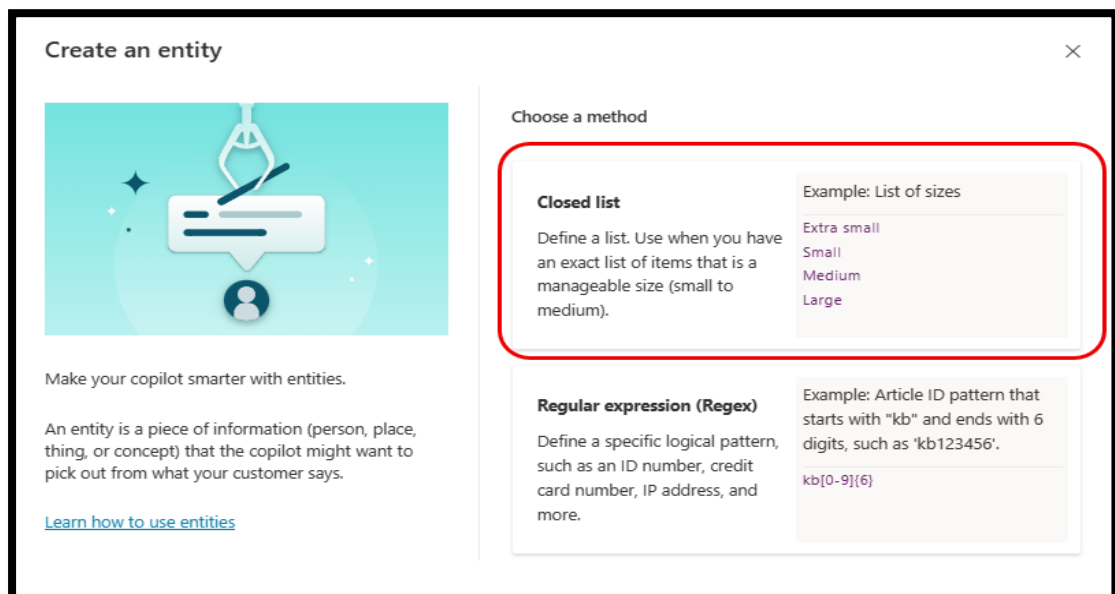 Create an entity
Make your copilot smarter with entities.
An entity is a piece of information (person, place,
thing, or concept) that the copilot might want to
pick out from what your customer says.
Learn how to use entities
Choose a method
Closed list
Define a list. Use when you have
an exact list of items that is a
manageable size (small to
medium).
Example: List of sizes
Extra small
Small
Medium
Large
Regular expression (Regex)
Define a specific logical pattern,
such as an ID number, credit
card number, IP address, and
more.
Example: Article ID pattern that
starts with "kb" and ends with 6
digits, such as 'kb123456'.
kb[0-9]{6}